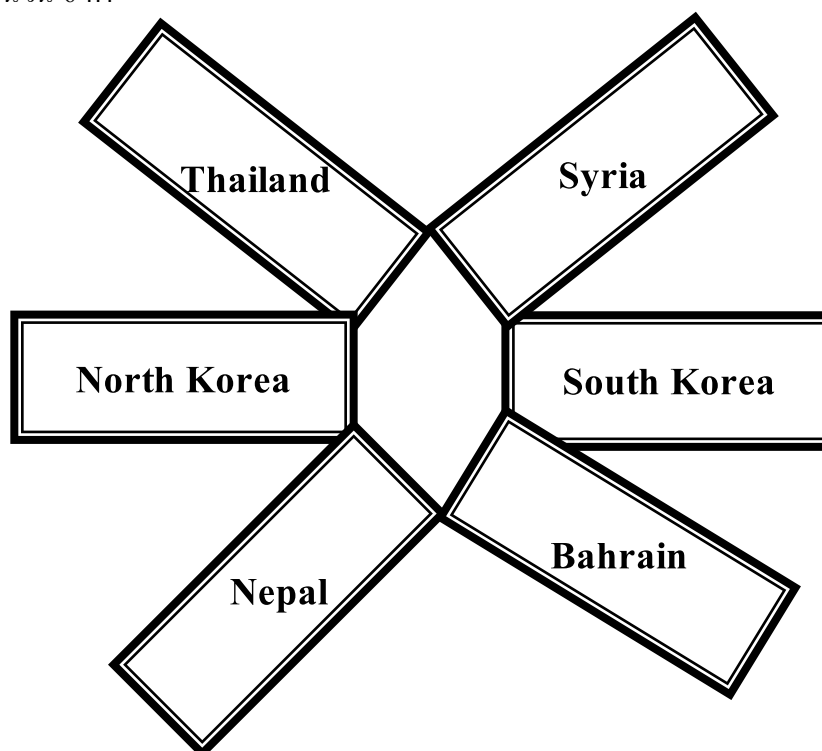 Thailand
Syria
North Korea
South Korea
Bahrain
Nepal